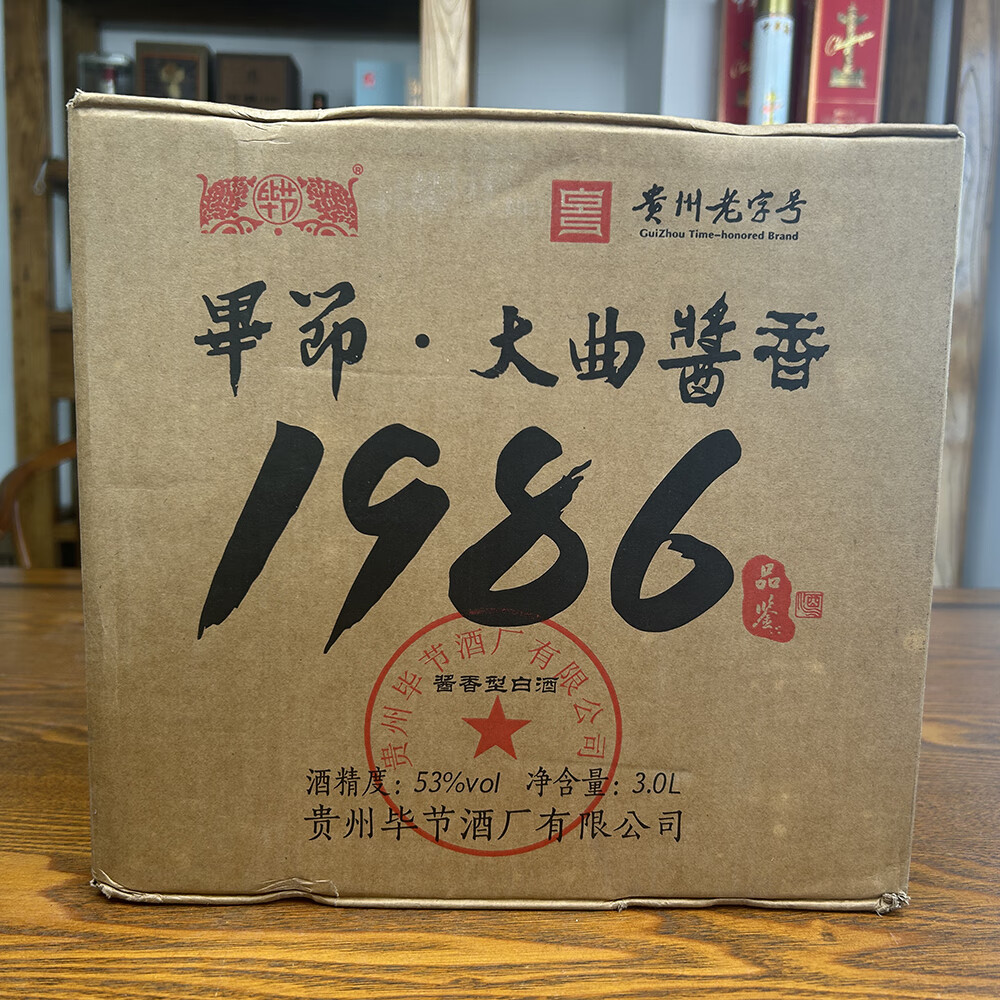 毕节 ®
貴州老字号
GuiZhou Time-honored Brand
畢節·大曲醬香
1986
品鉴
酒
贵州毕节酒厂有限公司
酱香型白酒
酒精度：53%vol 净含量：3.0L
贵州毕节酒厂有限公司